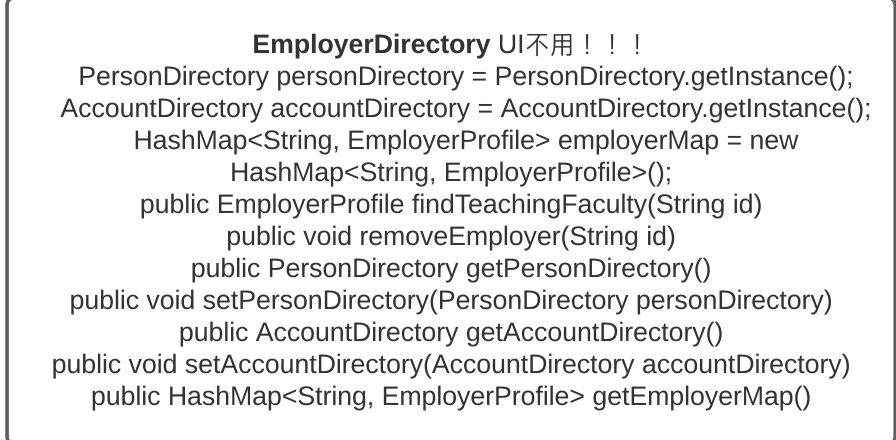 EmployerDirectory UI不用！！！
PersonDirectory personDirectory = PersonDirectory.getInstance();
AccountDirectory accountDirectory = AccountDirectory.getInstance();
HashMap<String, EmployerProfile> employerMap = new
HashMap<String, EmployerProfile>();
public EmployerProfile findTeachingFaculty(String id)
public void removeEmployer(String id)
public PersonDirectory getPersonDirectory()
public void setPersonDirectory(PersonDirectory personDirectory)
public AccountDirectory getAccountDirectory()
public void setAccountDirectory(AccountDirectory accountDirectory)
public HashMap<String, EmployerProfile> getEmployerMap()